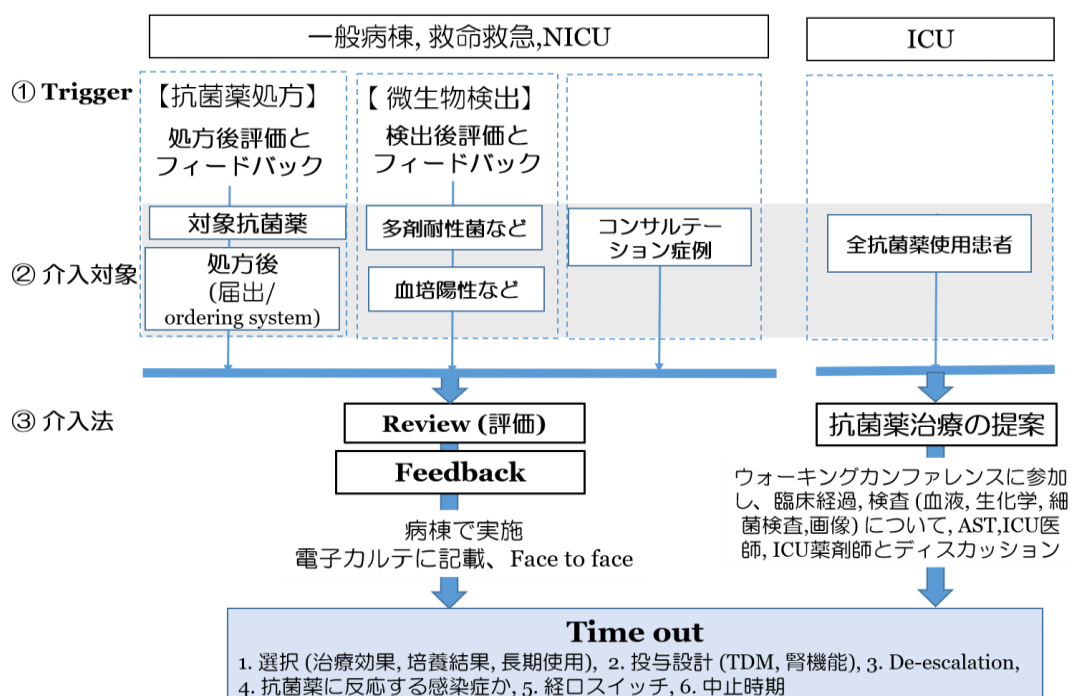 一般病棟, 救命救急,NICU
ICU
① Trigger
【抗菌薬処方】
処方後評価と
フィードバック
【 微生物検出】
検出後評価と
フィードバック
② 介入対象
対象抗菌薬
処方後
(届出/
ordering system)
多剤耐性菌など
血培陽性など
コンサルテー
ション症例
全抗菌薬使用患者
③ 介入法
Review (評価)
Feedback
病棟で実施
電子カルテに記載、Face to face
抗菌薬治療の提案
ウォーキングカンファレンスに参加
し、臨床経過, 検査 (血液, 生化学, 細
菌検査,画像) について, AST,ICU医
師, ICU薬剤師とディスカッション
Time out
1. 選択 (治療効果, 培養結果, 長期使用), 2. 投与設計 (TDM, 腎機能), 3. De-escalation,
4. 抗菌薬に反応する感染症か, 5. 経口スイッチ, 6. 中止時期